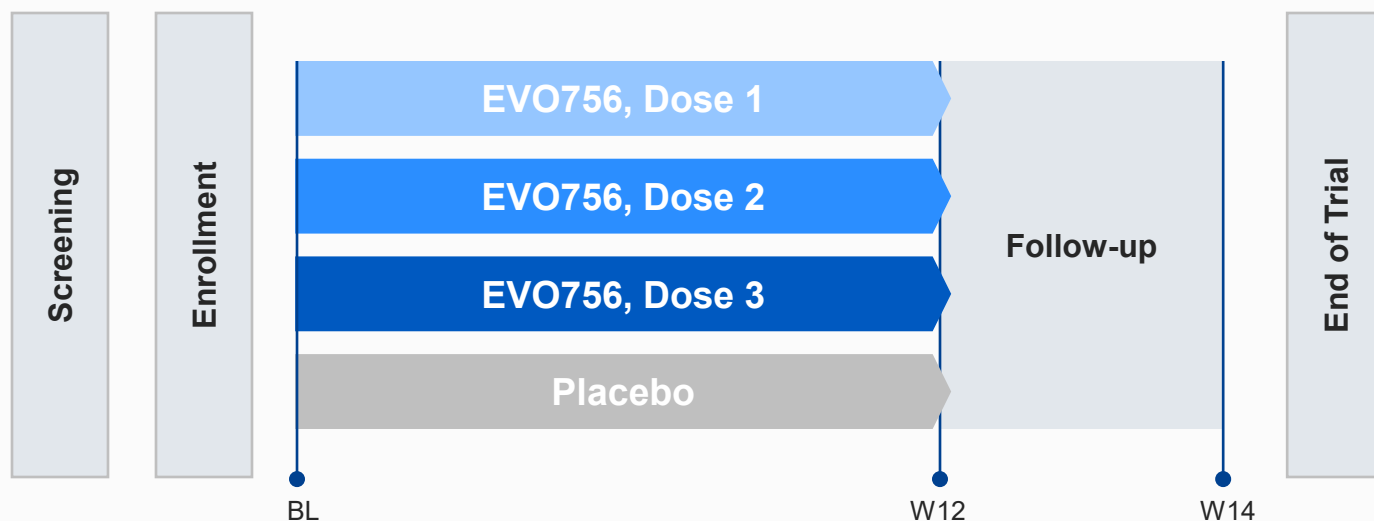 Screening
Enrollment
EVO756, Dose 1
EVO756, Dose 2
EVO756, Dose 3
Placebo
Follow-up
End of Trial
BL
W12
W14